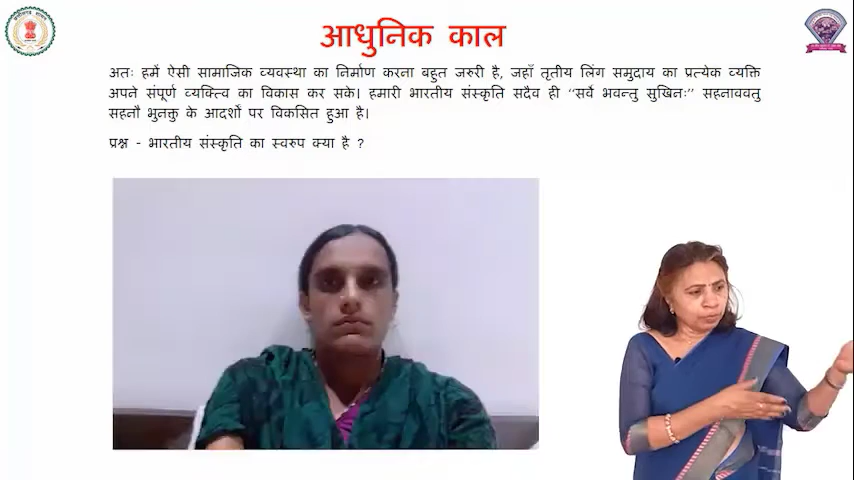 आधुनिक काल
अतः हमें ऐसी सामाजिक व्यवस्था का निर्माण करना बहुत जरुरी है, जहाँ तृतीय लिंग समुदाय का प्रत्येक व्यक्ति
अपने संपूर्ण व्यक्त्वि का विकास कर सके। हमारी भारतीय संस्कृति सदैव ही “सर्वे भवन्तु सुखिनः” सहनाववतु
सहनौ भुनक्तु के आदर्शों पर विकसित हुआ है।
प्रश्न - भारतीय संस्कृति का स्वरुप क्या है ?